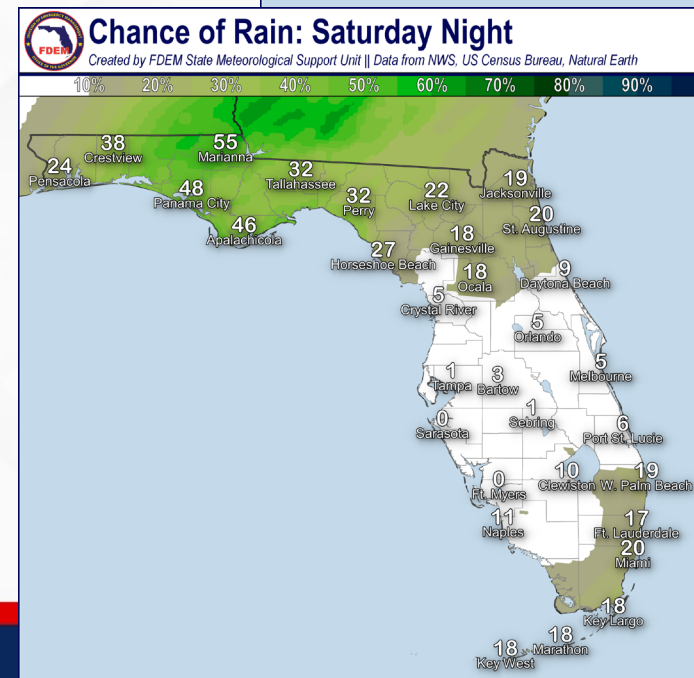 Chance of Rain: Saturday Night
FDEM
Created by FDEM State Meteorological Support Unit || Data from NWS, US Census Bureau, Natural Earth
10% 20% 30% 40% 50% 60% 70% 80% 90%
38
Crestview
55
Marianna
24
Pensacola
32
Tallahassee
48
Panama City
32
Perry
22
Lake City
19
Jacksonville
46
Apalachicola
20
St. Augustine
18
Gainesville
27
Horseshoe Beach
18
Ocala
9
Daytona Beach
5
Crystal River
5
Orlando
1
Tampa
3
Bartow
5
Melbourne
0
Sarasota
1
Sebring
6
Port St. Lucie
0
Ft. Myers
10
Clewiston
19
W. Palm Beach
11
Naples
17
Ft. Lauderdale
20
Miami
18
Key Largo
18
Marathon
18
Key West